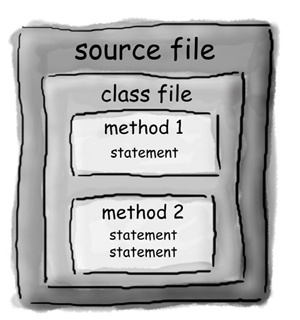 source file
class file
method 1
statement
method 2
statement
statement